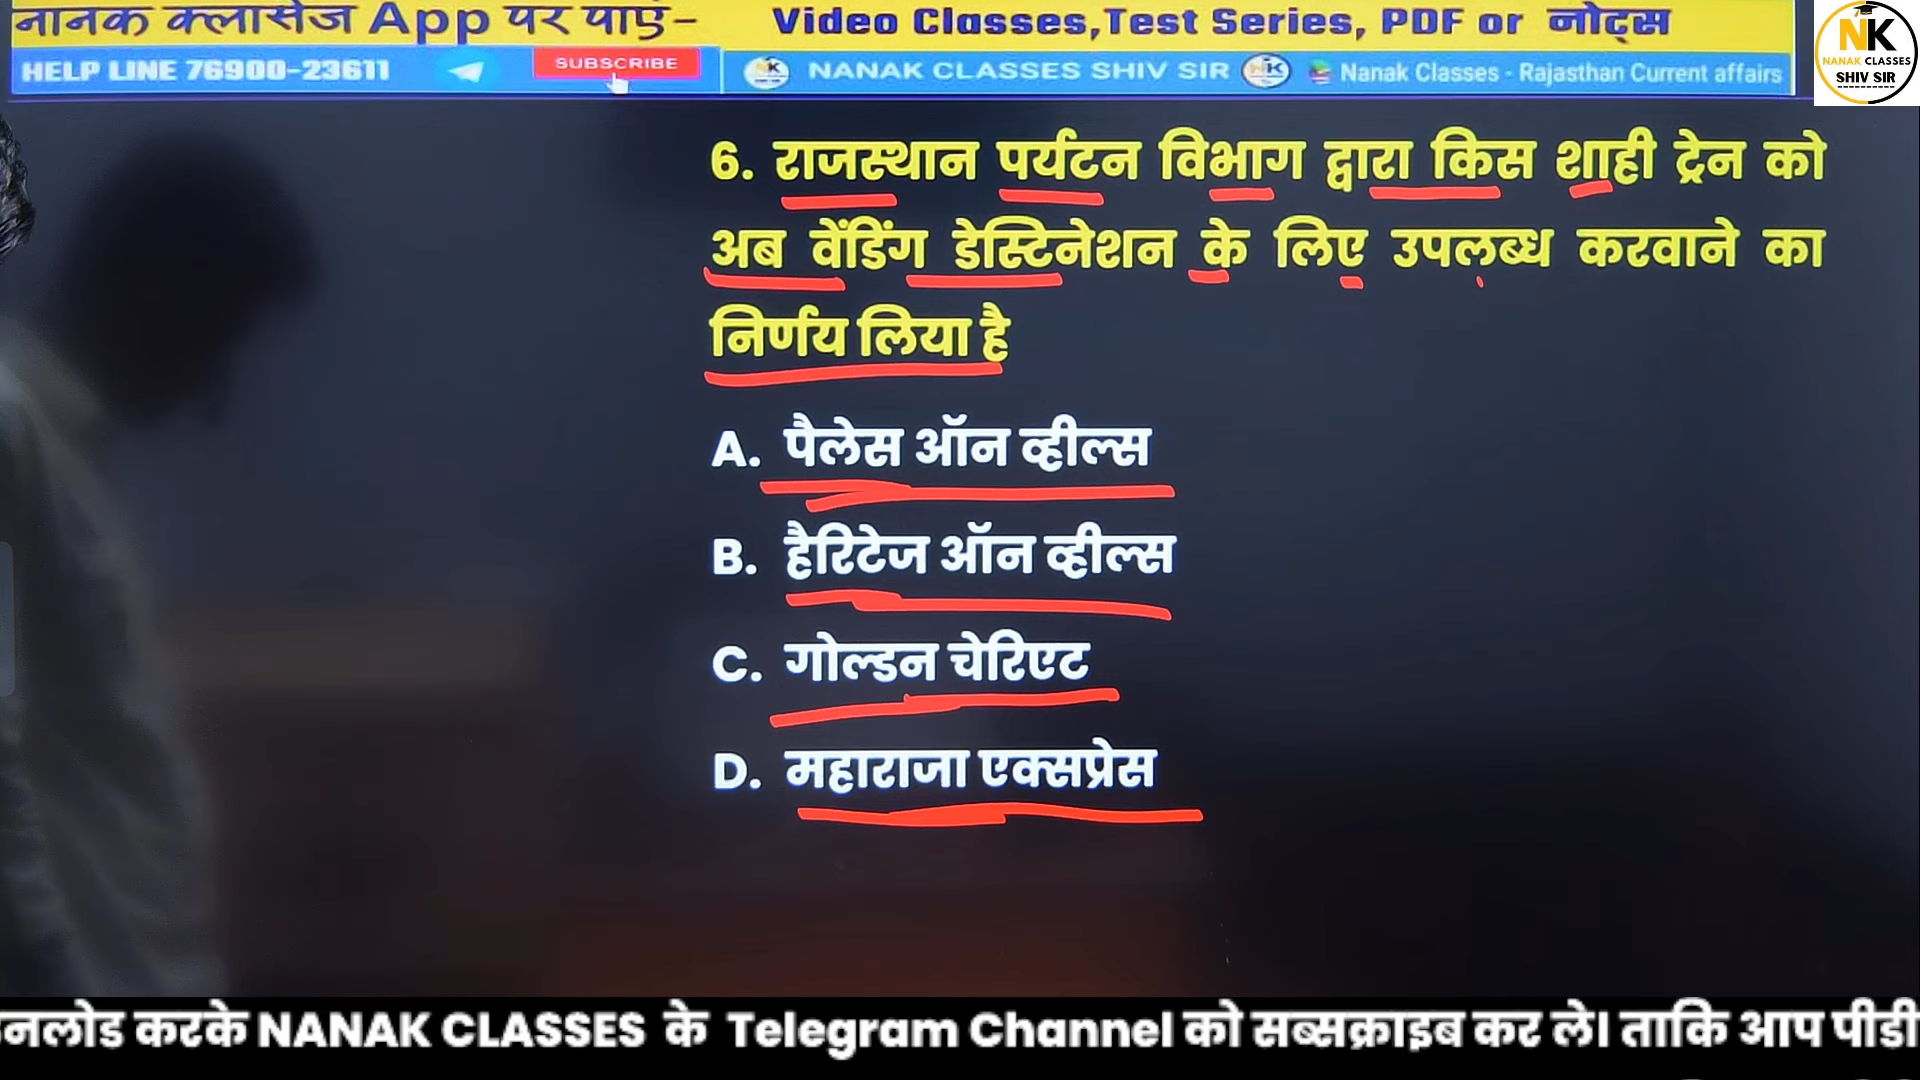 नानक क्लासेज App पर पाएं-
Video Classes,Test Series, PDF or नोट्स
HELP LINE 76900-23611
SUBSCRIBE
NANAK CLASSES SHIV SIR
Nanak Classes - Rajasthan Current affairs
NK
NANAK CLASSES
SHIV SIR
6. राजस्थान पर्यटन विभाग द्वारा किस शाही ट्रेन को
अब वेंडिंग डेस्टिनेशन के लिए उपलब्ध करवाने का
निर्णय लिया है
A. पैलेस ऑन व्हील्स
B. हैरिटेज ऑन व्हील्स
C. गोल्डन चेरिएट
D. महाराजा एक्सप्रेस
करके NANAK CLASSES के Telegram Channel को सब्सक्राइब कर ले। ताकि आप